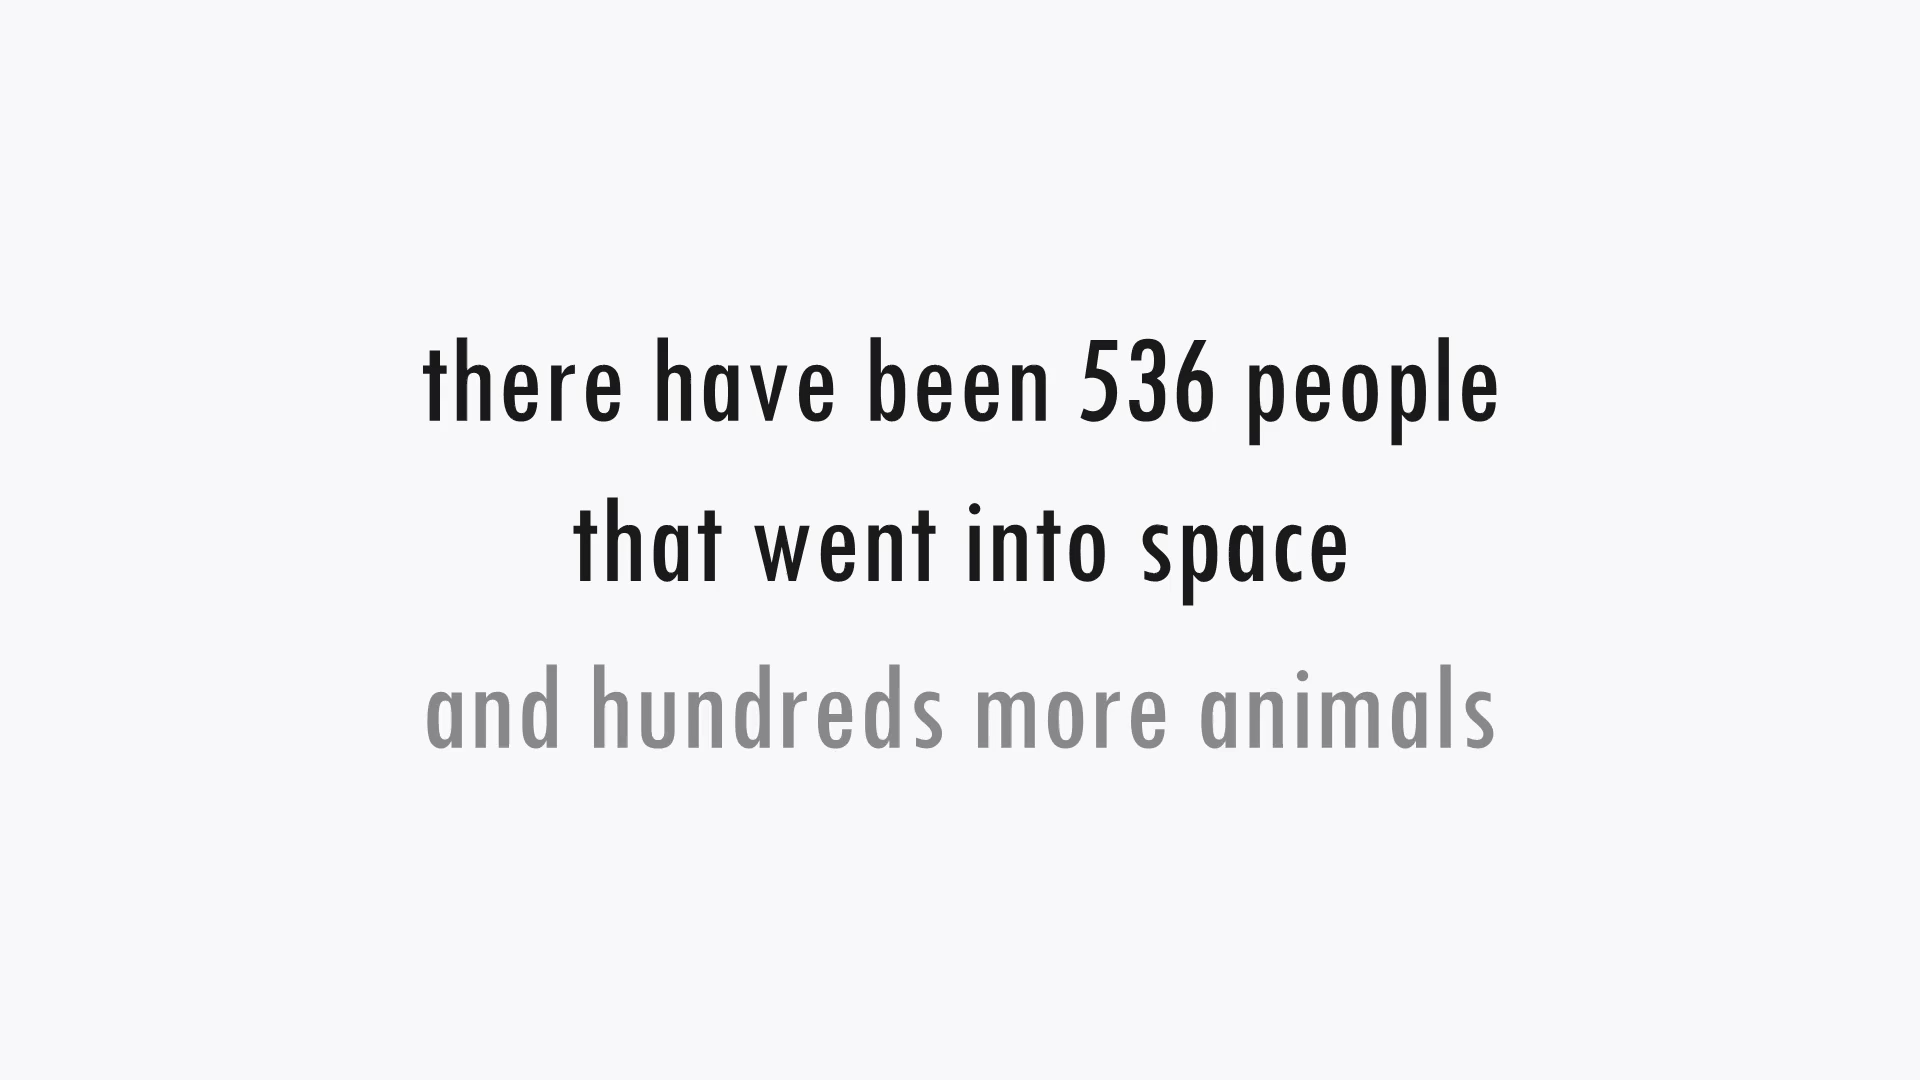 there have been 536 people
that went into space
and hundreds more animals